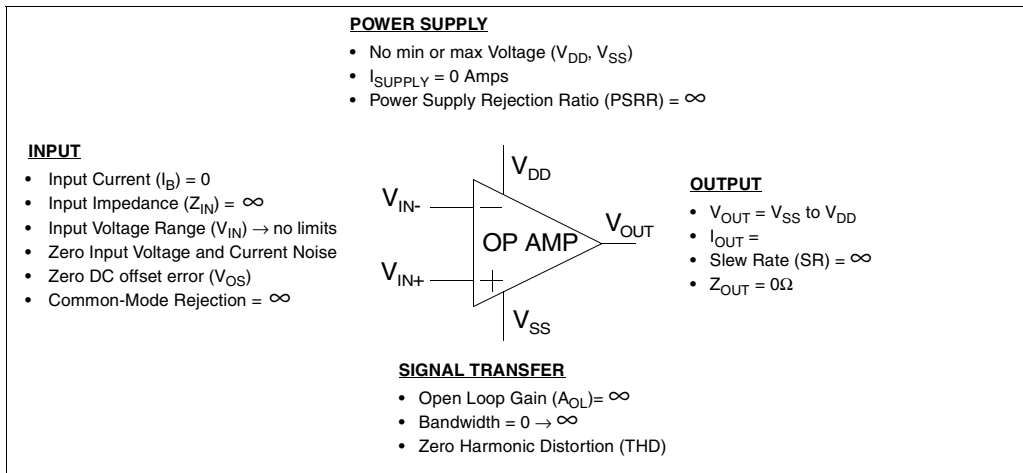 POWER SUPPLY
• No min or max Voltage (VDD, VSS)
• ISUPPLY = 0 Amps
• Power Supply Rejection Ratio (PSRR) = ∞
INPUT
• Input Current (IB) = 0
• Input Impedance (ZIN) = ∞
• Input Voltage Range (VIN) → no limits
• Zero Input Voltage and Current Noise
• Zero DC offset error (VOS)
• Common-Mode Rejection = ∞
VDD
VIN-
−
OP AMP
VOUT
VIN+
+
VSS
OUTPUT
• VOUT = VSS to VDD
• IOUT =
• Slew Rate (SR) = ∞
• ZOUT = 0Ω
SIGNAL TRANSFER
• Open Loop Gain (AOL)= ∞
• Bandwidth = 0 → ∞
• Zero Harmonic Distortion (THD)